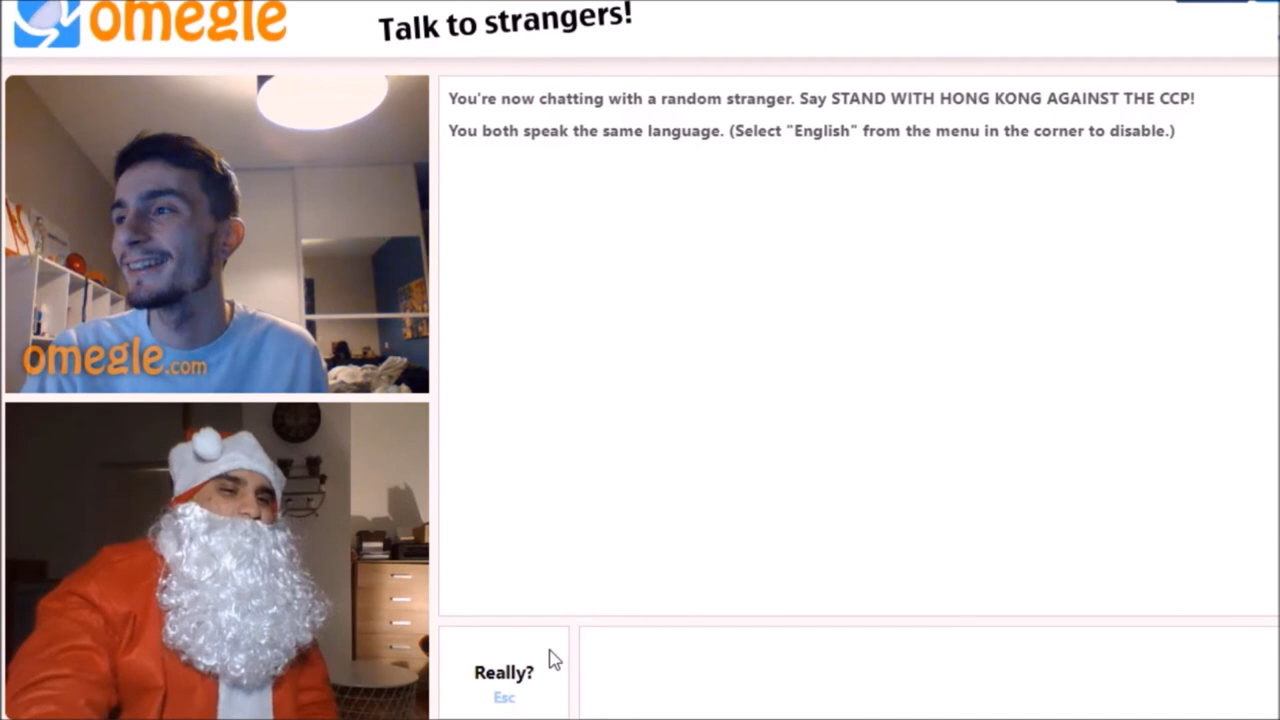 omegle
Talk to strangers!
You're now chatting with a random stranger. Say STAND WITH HONG KONG AGAINST THE CCP!
You both speak the same language. (Select "English" from the menu in the corner to disable.)
omegle.com
Really?
Esc